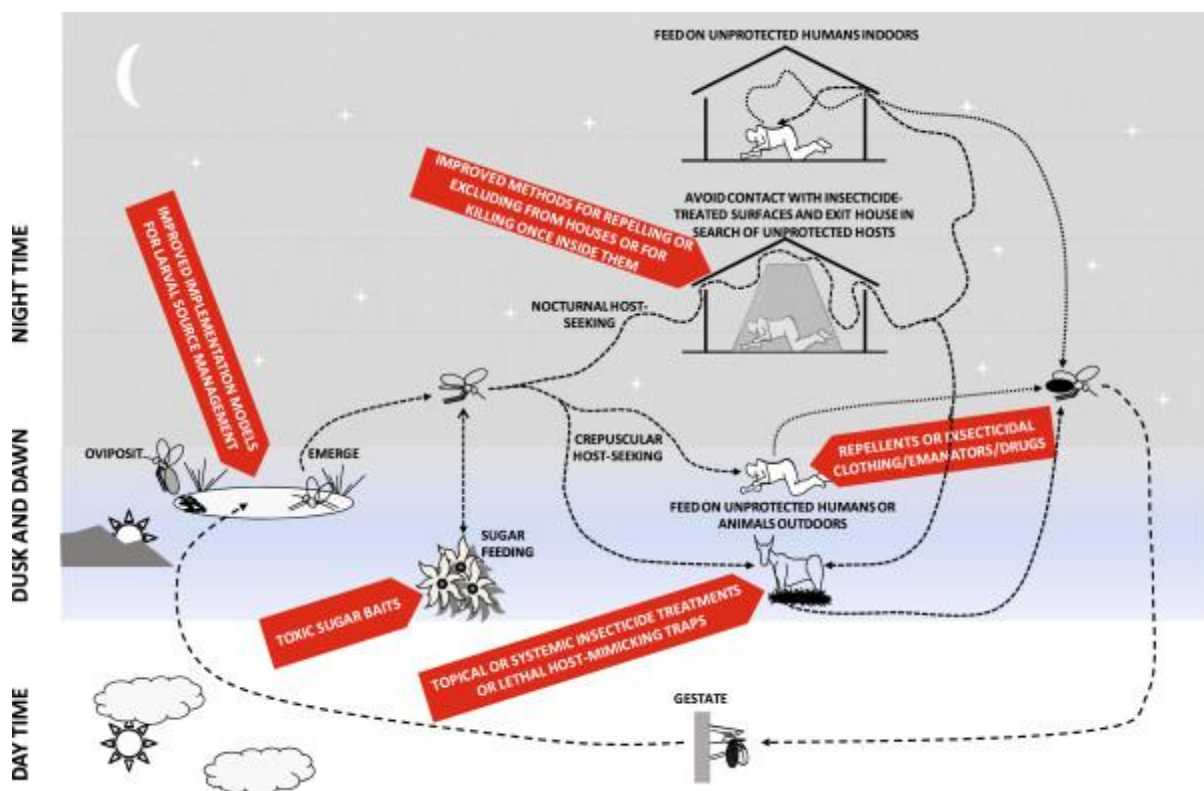 FEED ON UNPROTECTED HUMANS INDOORS
IMPROVED METHODS FOR REPELLING OR
EXCLUDING FROM HOUSES OR FOR
KILLING ONCE INSIDE THEM
AVOID CONTACT WITH INSECTICIDE-
TREATED SURFACES AND EXIT HOUSE IN
SEARCH OF UNPROTECTED HOSTS
IMPROVED IMPLEMENTATION MODELS
FOR LARVAL SOURCE MANAGEMENT
NIGHT TIME
NOCTURNAL HOST-
SEEKING
OVIPOSIT
EMERGE
CREPUSCULAR
HOST-SEEKING
REPELLENTS OR INSECTICIDAL
CLOTHING/EMANATORS/DRUGS
DUSK AND DAWN
FEED ON UNPROTECTED HUMANS OR
ANIMALS OUTDOORS
SUGAR
FEEDING
TOXIC SUGAR BAITS
TOPICAL OR SYSTEMIC INSECTICIDE TREATMENTS
OR LETHAL HOST-MIMICKING TRAPS
DAY TIME
GESTATE